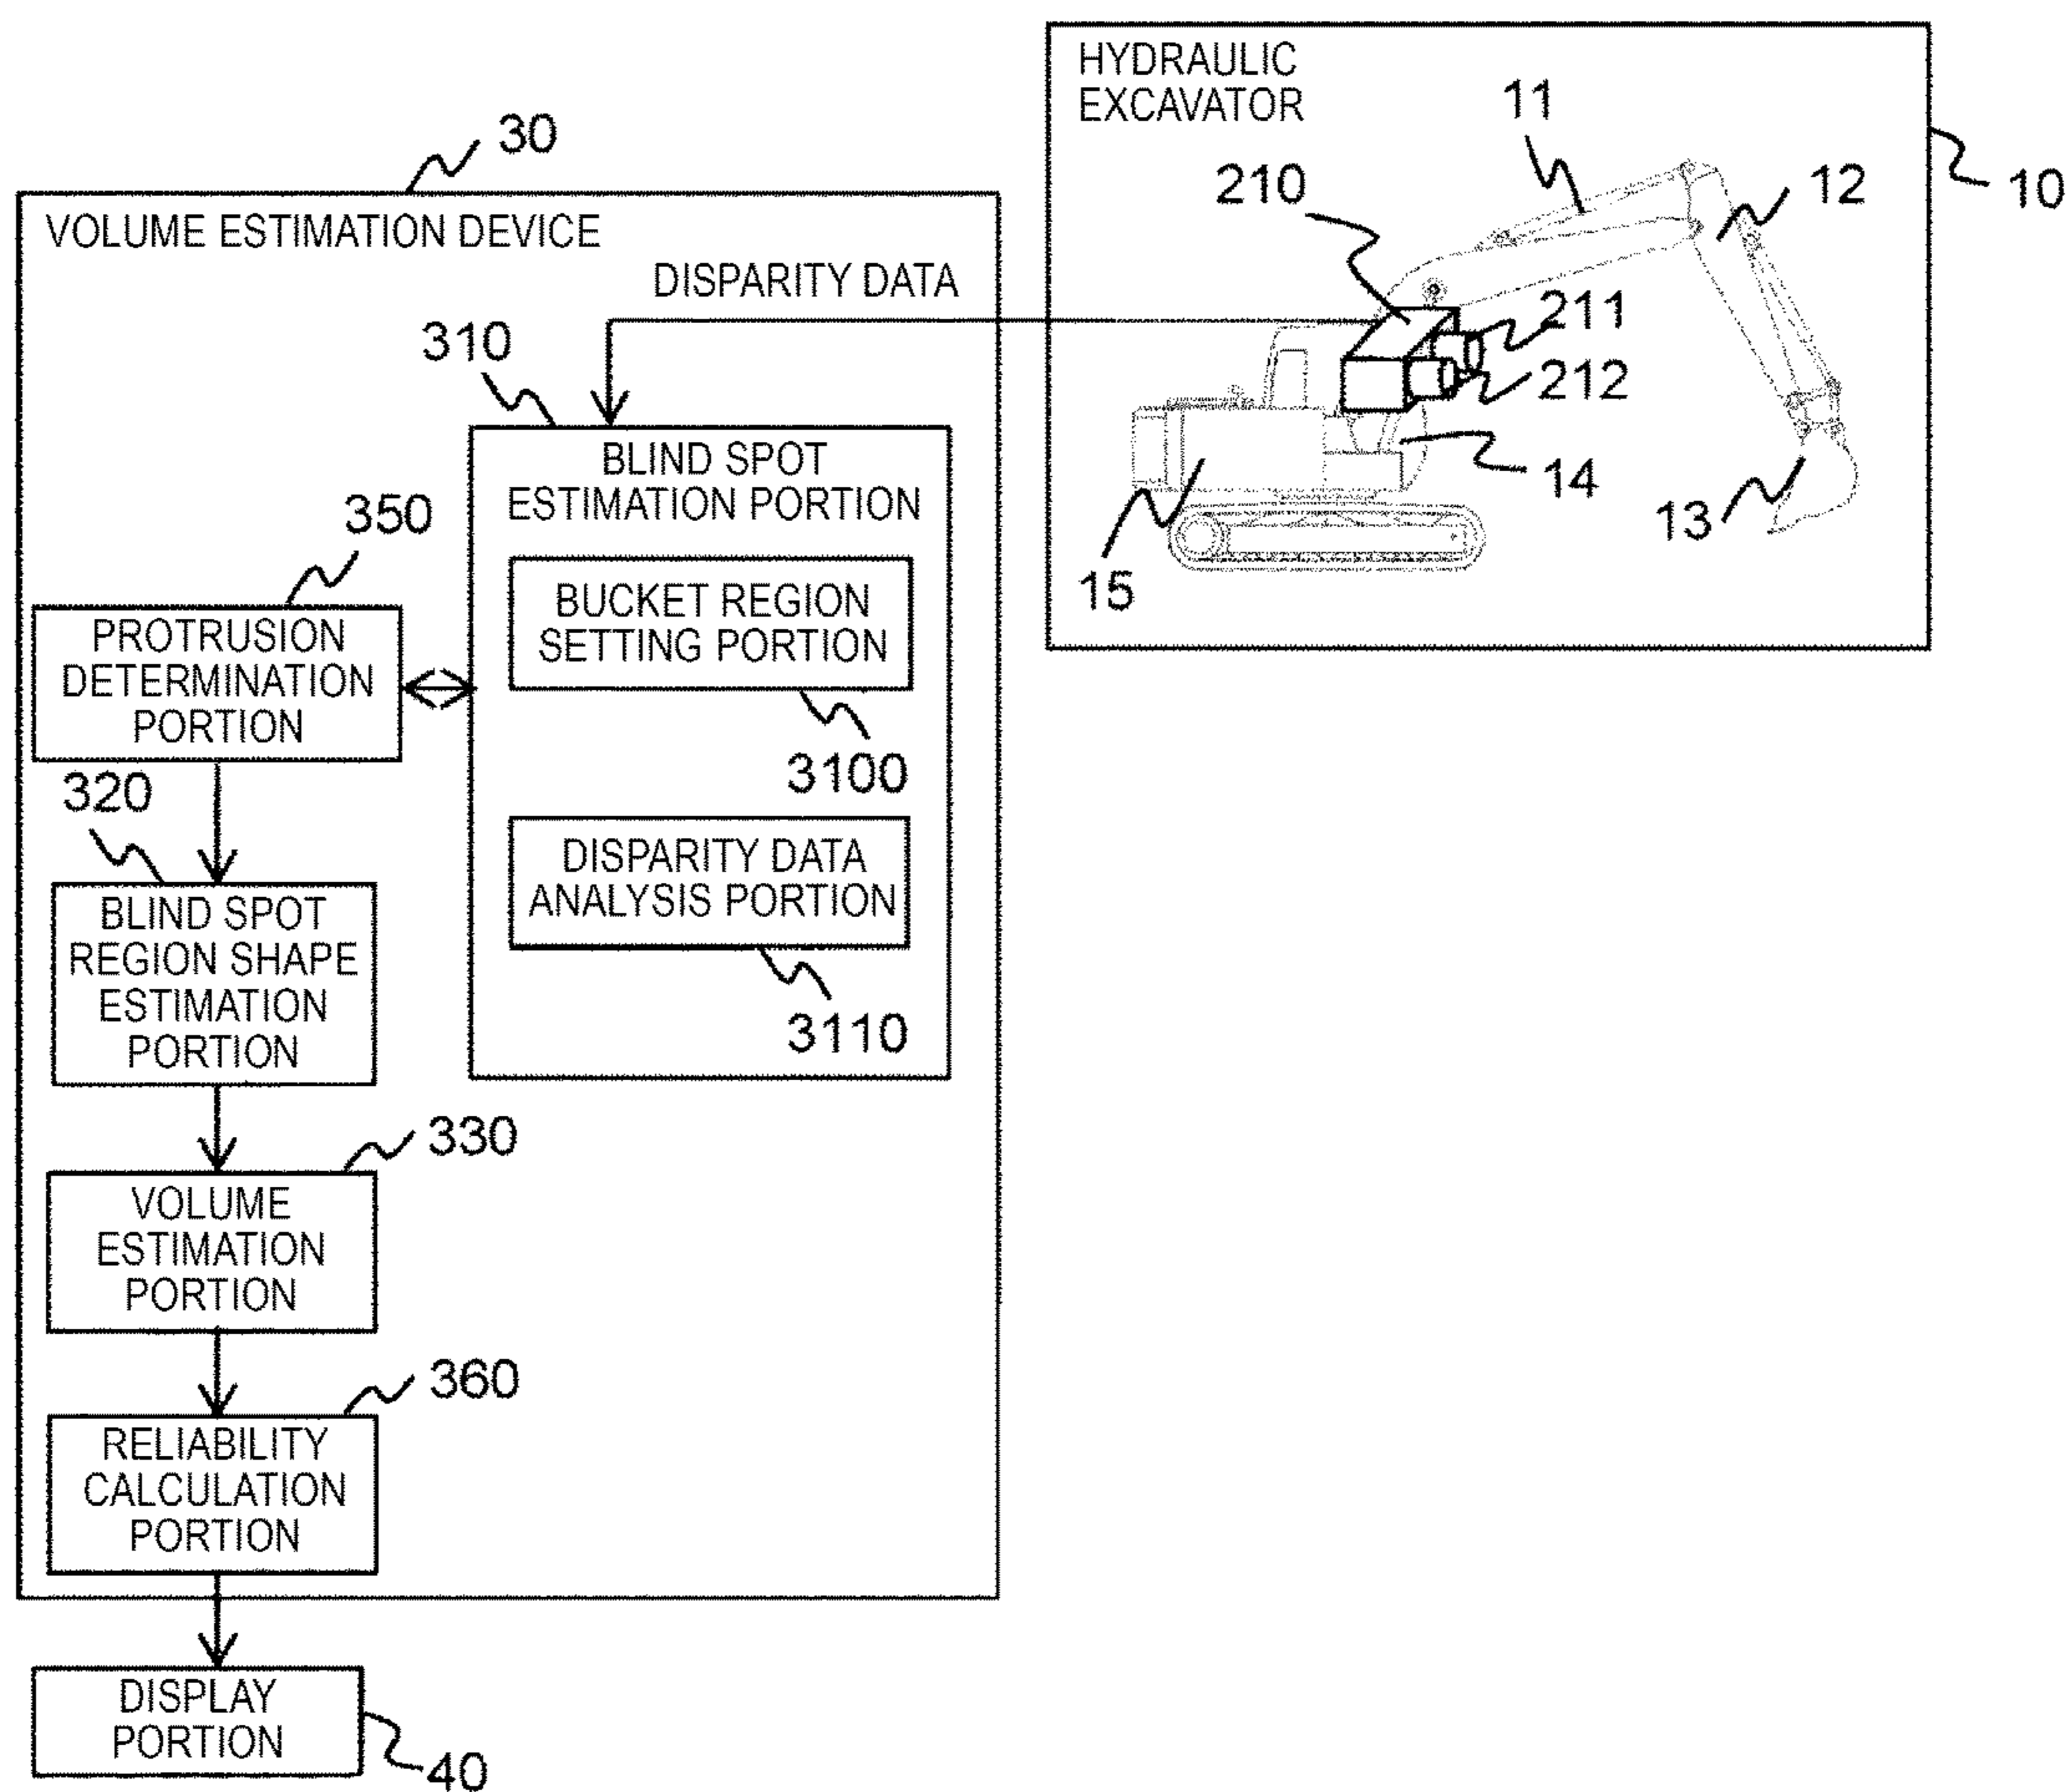 HYDRAULIC
EXCAVATOR
11
210
12
10
211
212
14
13
15
30
VOLUME ESTIMATION DEVICE
DISPARITY DATA
310
BLIND SPOT
ESTIMATION PORTION
BUCKET REGION
SETTING PORTION
3100
DISPARITY DATA
ANALYSIS PORTION
3110
350
PROTRUSION
DETERMINATION
PORTION
320
BLIND SPOT
REGION SHAPE
ESTIMATION
PORTION
330
VOLUME
ESTIMATION
PORTION
360
RELIABILITY
CALCULATION
PORTION
DISPLAY
PORTION
40